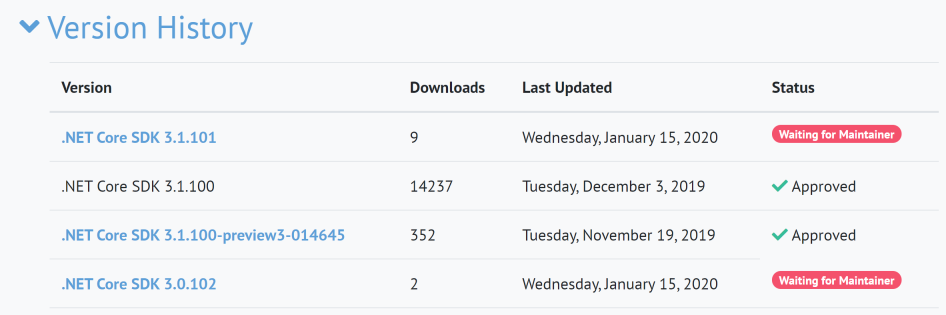 Version History
Version Downloads Last Updated Status
.NET Core SDK 3.1.101 9 Wednesday, January 15, 2020 Waiting for Maintainer
.NET Core SDK 3.1.100 14237 Tuesday, December 3, 2019 Approved
.NET Core SDK 3.1.100-preview3-014645 352 Tuesday, November 19, 2019 Approved
.NET Core SDK 3.0.102 2 Wednesday, January 15, 2020 Waiting for Maintainer